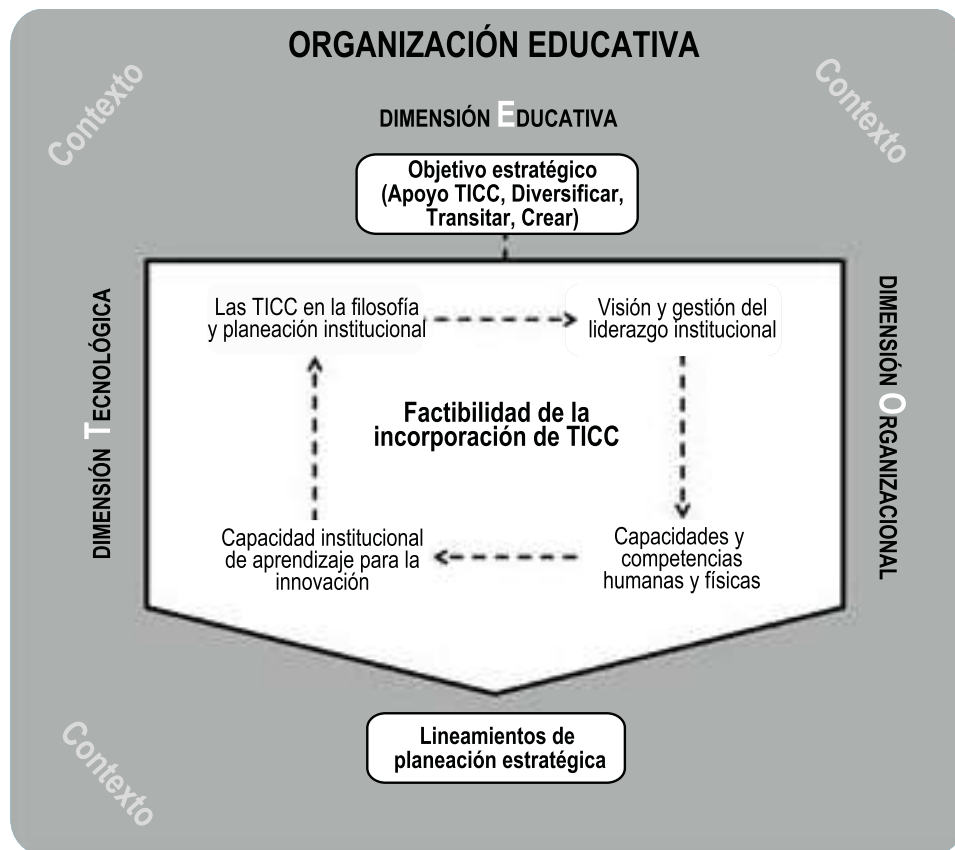 ORGANIZACIÓN EDUCATIVA
Contexto
Contexto
DIMENSIÓN EDUCATIVA
Objetivo estratégico
(Apoyo TICC, Diversificar,
Transitar, Crear)
DIMENSIÓN TECNOLÓGICA
DIMENSIÓN ORGANIZACIONAL
Las TICC en la filosofía
y planeación institucional
Visión y gestión del
liderazgo institucional
Factibilidad de la
incorporación de TICC
Capacidad institucional
de aprendizaje para la
innovación
Capacidades y
competencias
humanas y físicas
Lineamientos de
planeación estratégica
Contexto